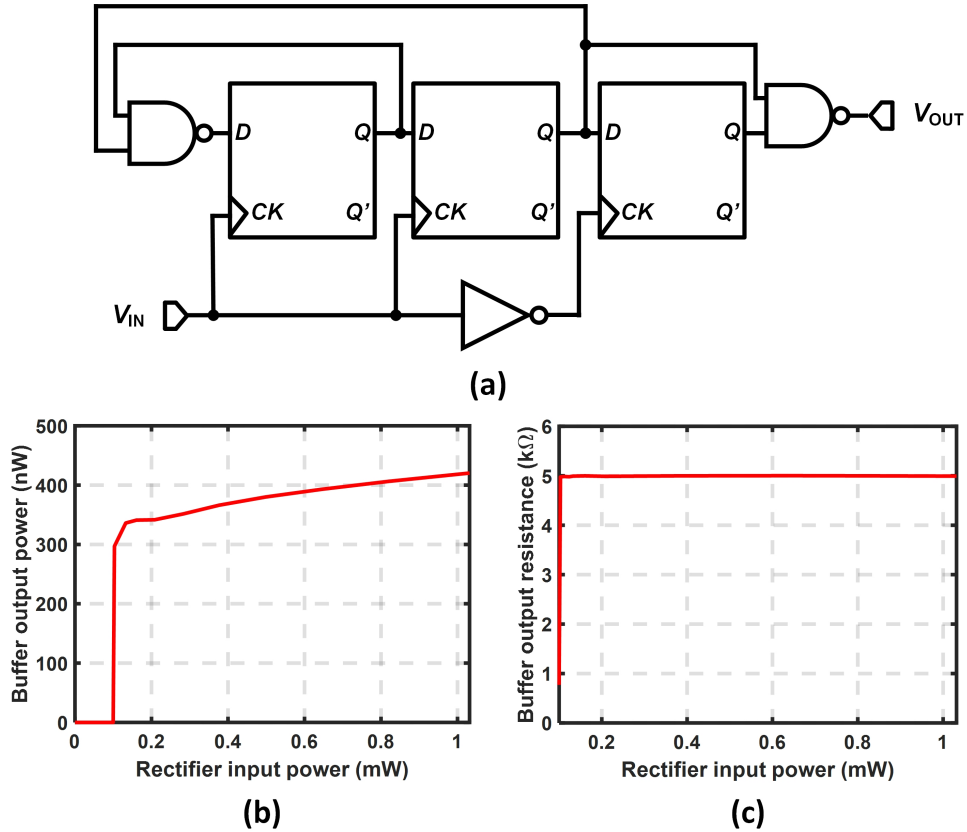 V_OUT
D Q D Q D Q
CK Q' CK Q' CK Q'
V_IN
(a)
500
400
300
200
100
0
0 0.2 0.4 0.6 0.8 1
Buffer output power (nW)
Rectifier input power (mW)
(b)
6
5
4
3
2
1
0
0.2 0.4 0.6 0.8 1
Buffer output resistance (kΩ)
Rectifier input power (mW)
(c)